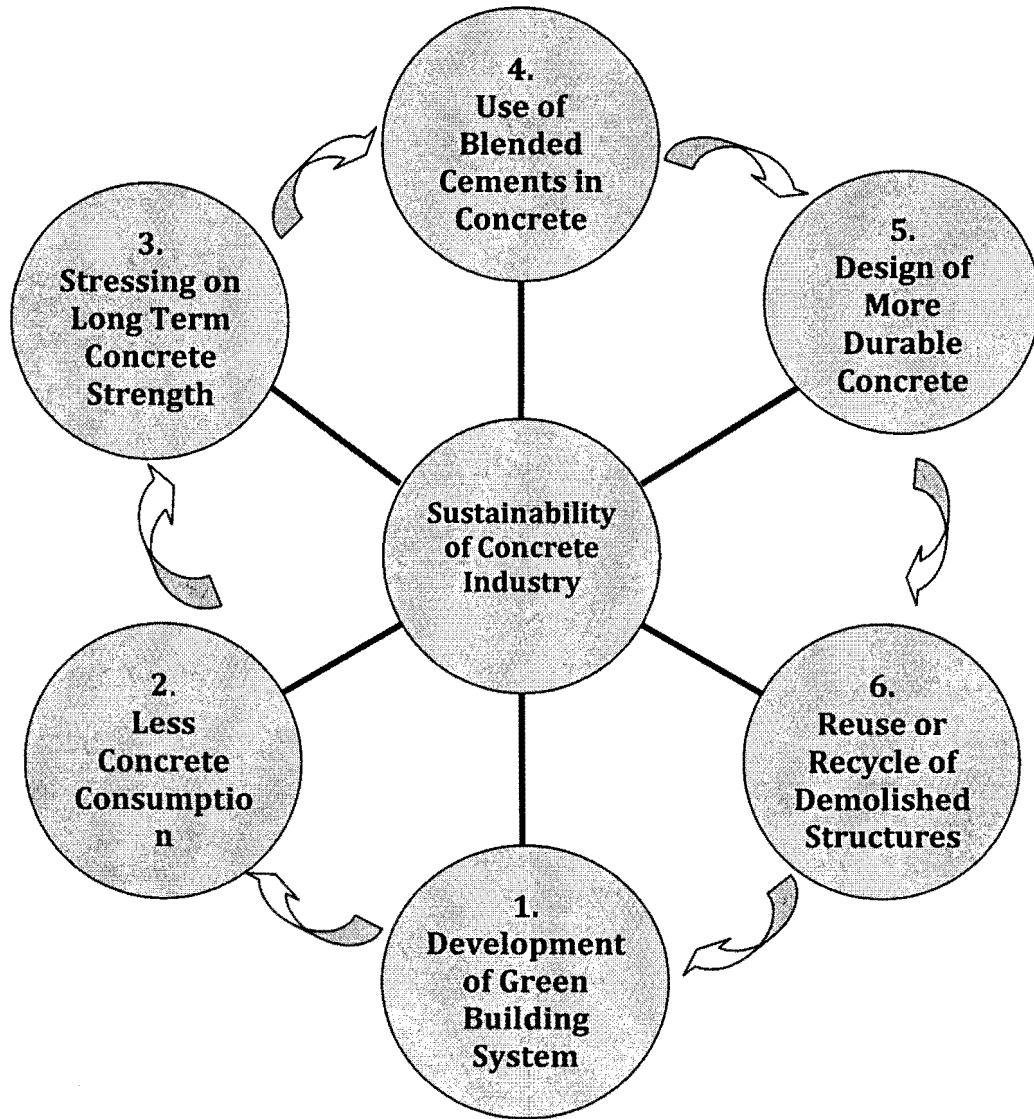 4.
Use of
Blended
Cements in
Concrete
3.
Stressing on
Long Term
Concrete
Strength
5.
Design of
More
Durable
Concrete
Sustainability
of Concrete
Industry
2.
Less
Concrete
Consumptio
n
6.
Reuse or
Recycle of
Demolished
Structures
1.
Development
of Green
Building
System